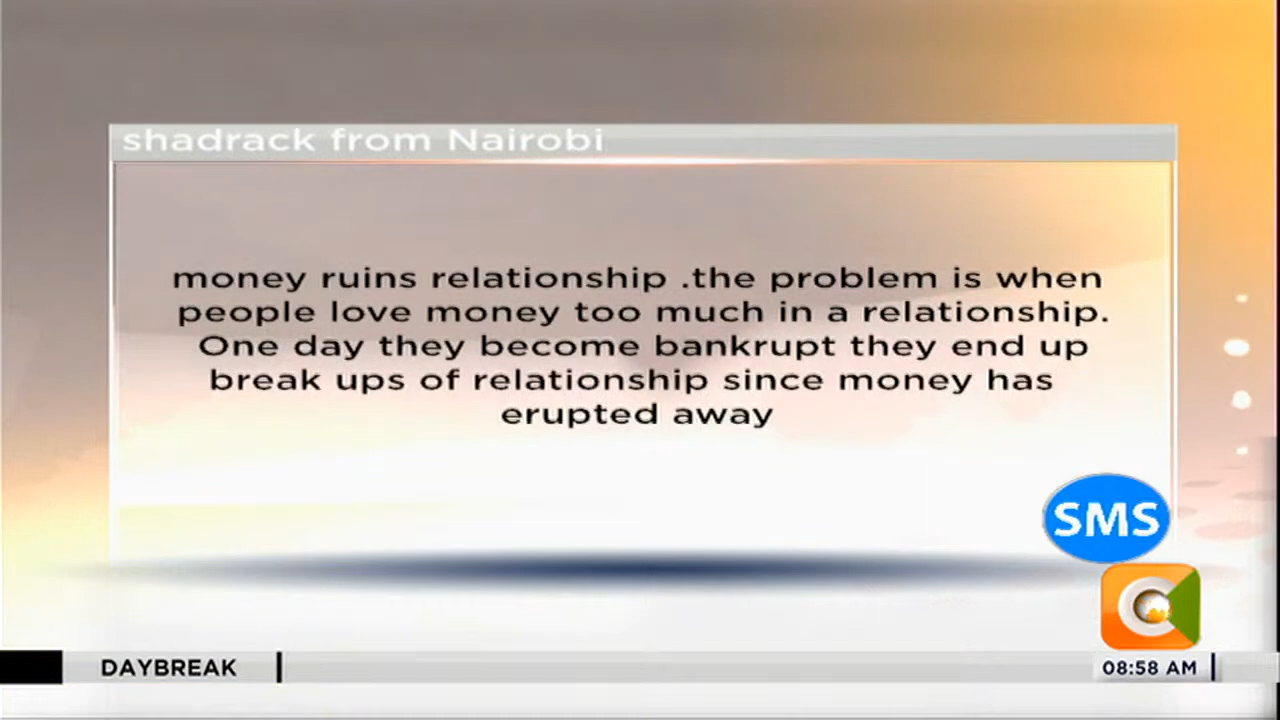 shadrack from Nairobi
money ruins relationship .the problem is when
people love money too much in a relationship.
One day they become bankrupt they end up
break ups of relationship since money has
erupted away
SMS
DAYBREAK
08:58 AM